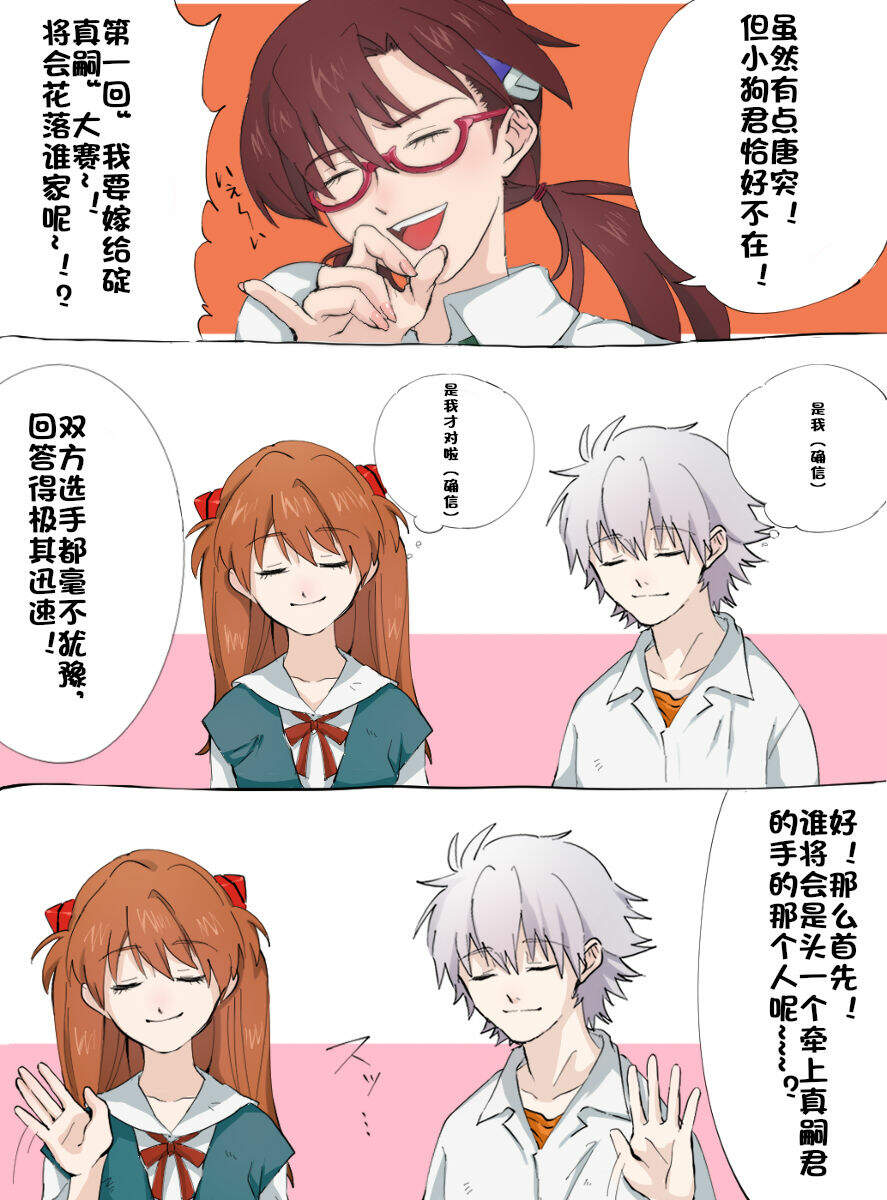 虽然有点唐突！
但小狗君恰好不在！
第一回“我要嫁给碇
真嗣“大赛~！
将会花落谁家呢~！？
いえーい
是我（确信）
是我才对啦（确信）
双方选手都毫不犹豫，
回答得极其迅速！
好！那么首先！
谁将会是头一个牵上真嗣君
的手的那个人呢~~~~？
スッ…